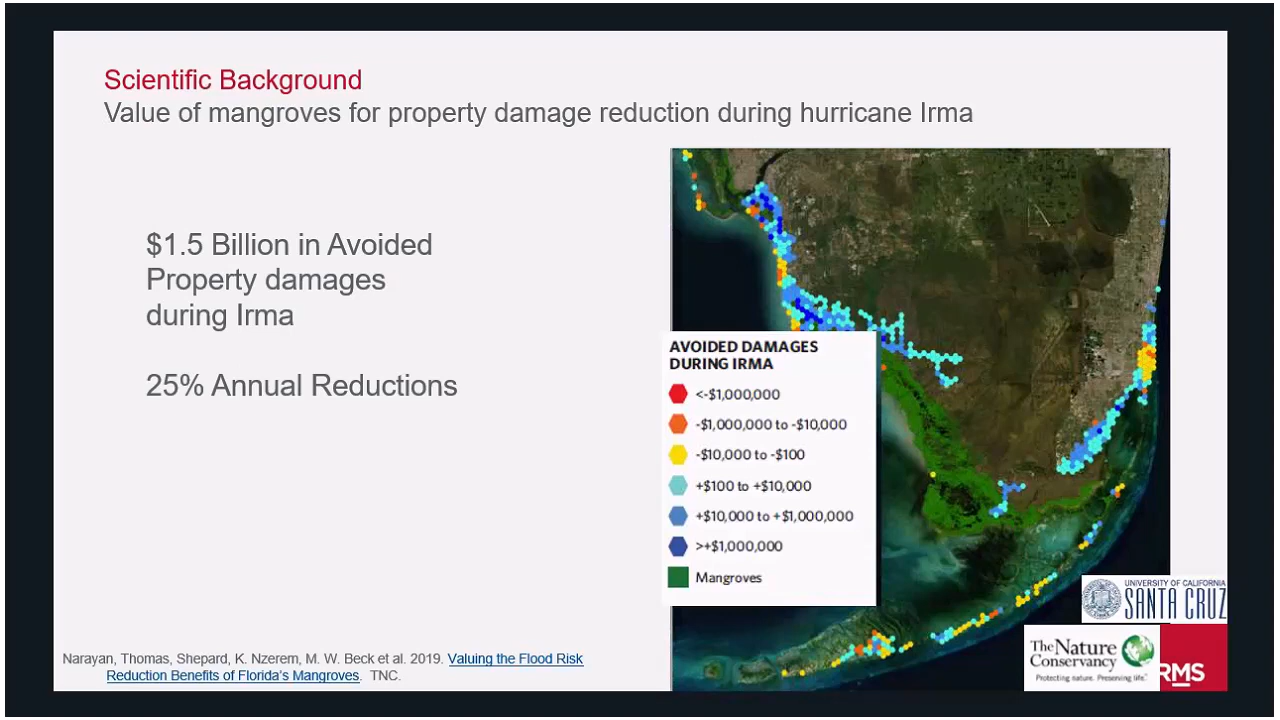 Scientific Background
Value of mangroves for property damage reduction during hurricane Irma
$1.5 Billion in Avoided
Property damages
during Irma
25% Annual Reductions
AVOIDED DAMAGES
DURING IRMA
<-$1,000,000
-$1,000,000 to -$10,000
-$10,000 to -$100
+$100 to +$10,000
+$10,000 to +$1,000,000
>+$1,000,000
Mangroves
UNIVERSITY OF CALIFORNIA
SANTA CRUZ
The Nature
Conservancy
Protecting nature. Preserving life.
RMS
Narayan, Thomas, Shepard, K. Nzerem, M. W. Beck et al. 2019. Valuing the Flood Risk
Reduction Benefits of Florida's Mangroves. TNC.